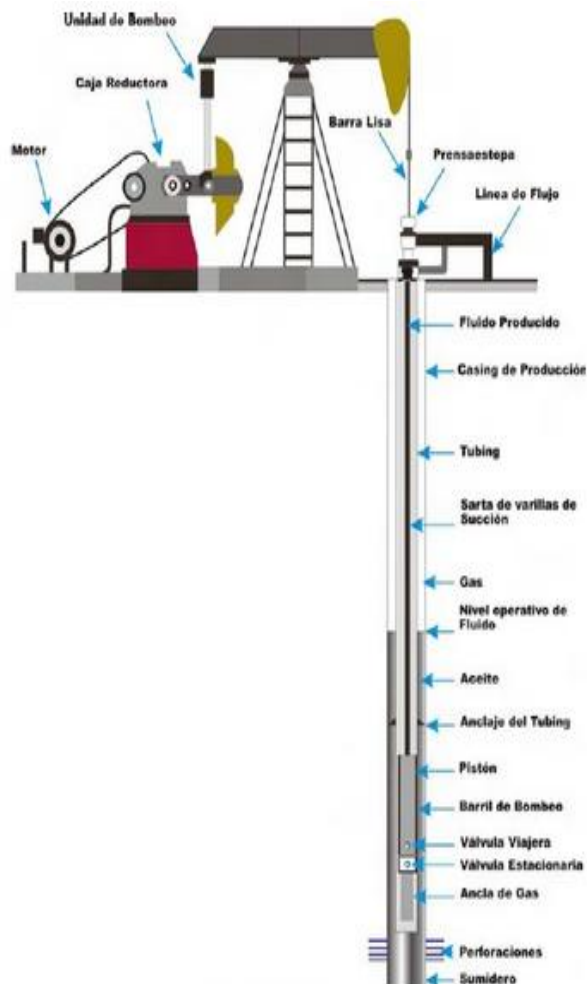 Unidad de Bombeo
Caja Reductora
Motor
Barra Lisa
Prensaestopa
Linea de Flujo
Fluido Producido
Casing de Producción
Tubing
Sarta de varillas de
Succión
Gas
Nivel operativo de
Fluido
Aceite
Anclaje del Tubing
Pistón
Barril de Bombeo
Válvula Viajera
Válvula Estacionaria
Ancla de Gas
Perforaciones
Sumidero